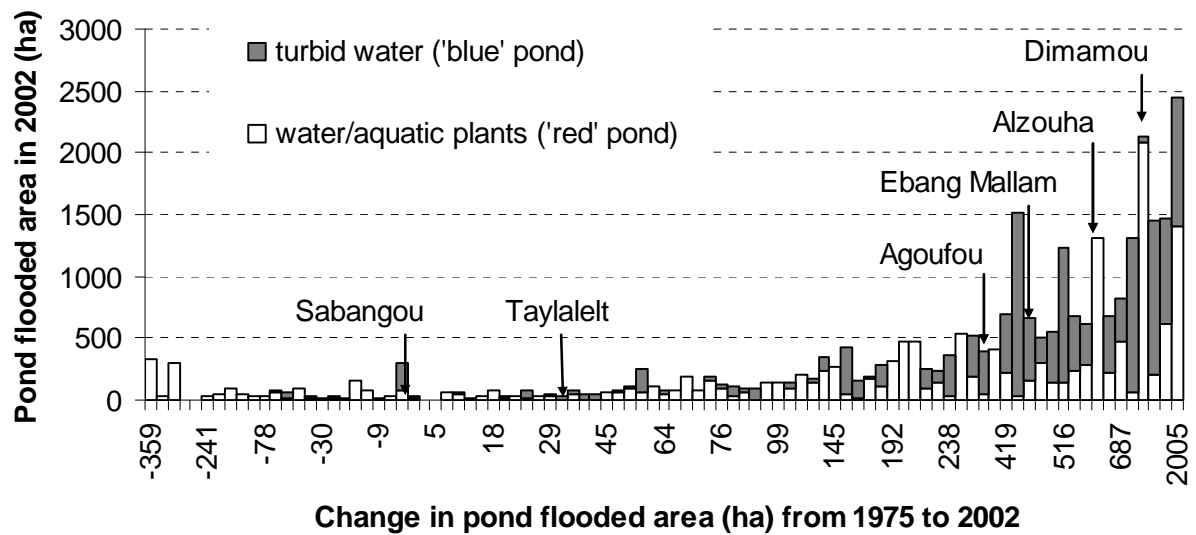 Pond flooded area in 2002 (ha)
3000
2500
2000
1500
1000
500
0
turbid water ('blue' pond)
water/aquatic plants ('red' pond)
Dimamou
Alzouha
Ebang Mallam
Agoufou
Sabangou
Taylalelt
-359
-241
-78
-30
-9
5
18
29
45
64
76
99
145
192
238
419
516
687
2005
Change in pond flooded area (ha) from 1975 to 2002